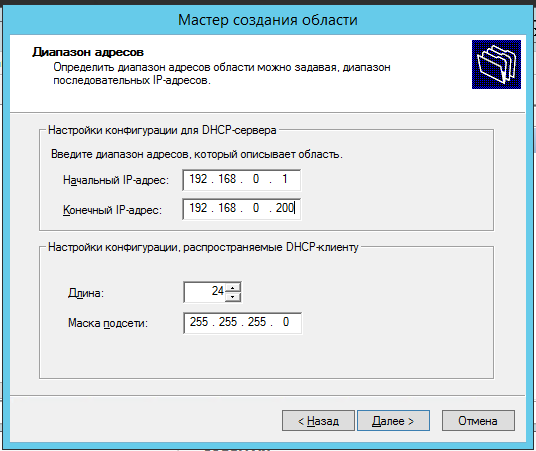 Мастер создания области
Диапазон адресов
Определить диапазон адресов области можно задавая, диапазон
последовательных IP-адресов.
Настройки конфигурации для DHCP-сервера
Введите диапазон адресов, который описывает область.
Начальный IP-адрес: 192 . 168 . 0 . 1
Конечный IP-адрес: 192 . 168 . 0 . 200
Настройки конфигурации, распространяемые DHCP-клиенту
Длина: 24
Маска подсети: 255 . 255 . 255 . 0
< Назад Далее > Отмена